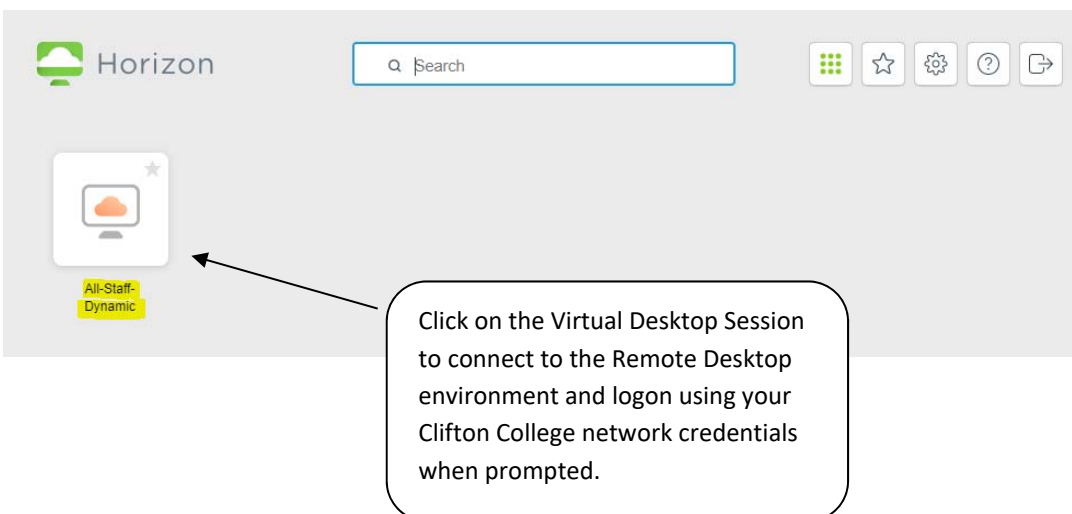 Horizon
Search
All-Staff-
Dynamic
Click on the Virtual Desktop Session
to connect to the Remote Desktop
environment and logon using your
Clifton College network credentials
when prompted.